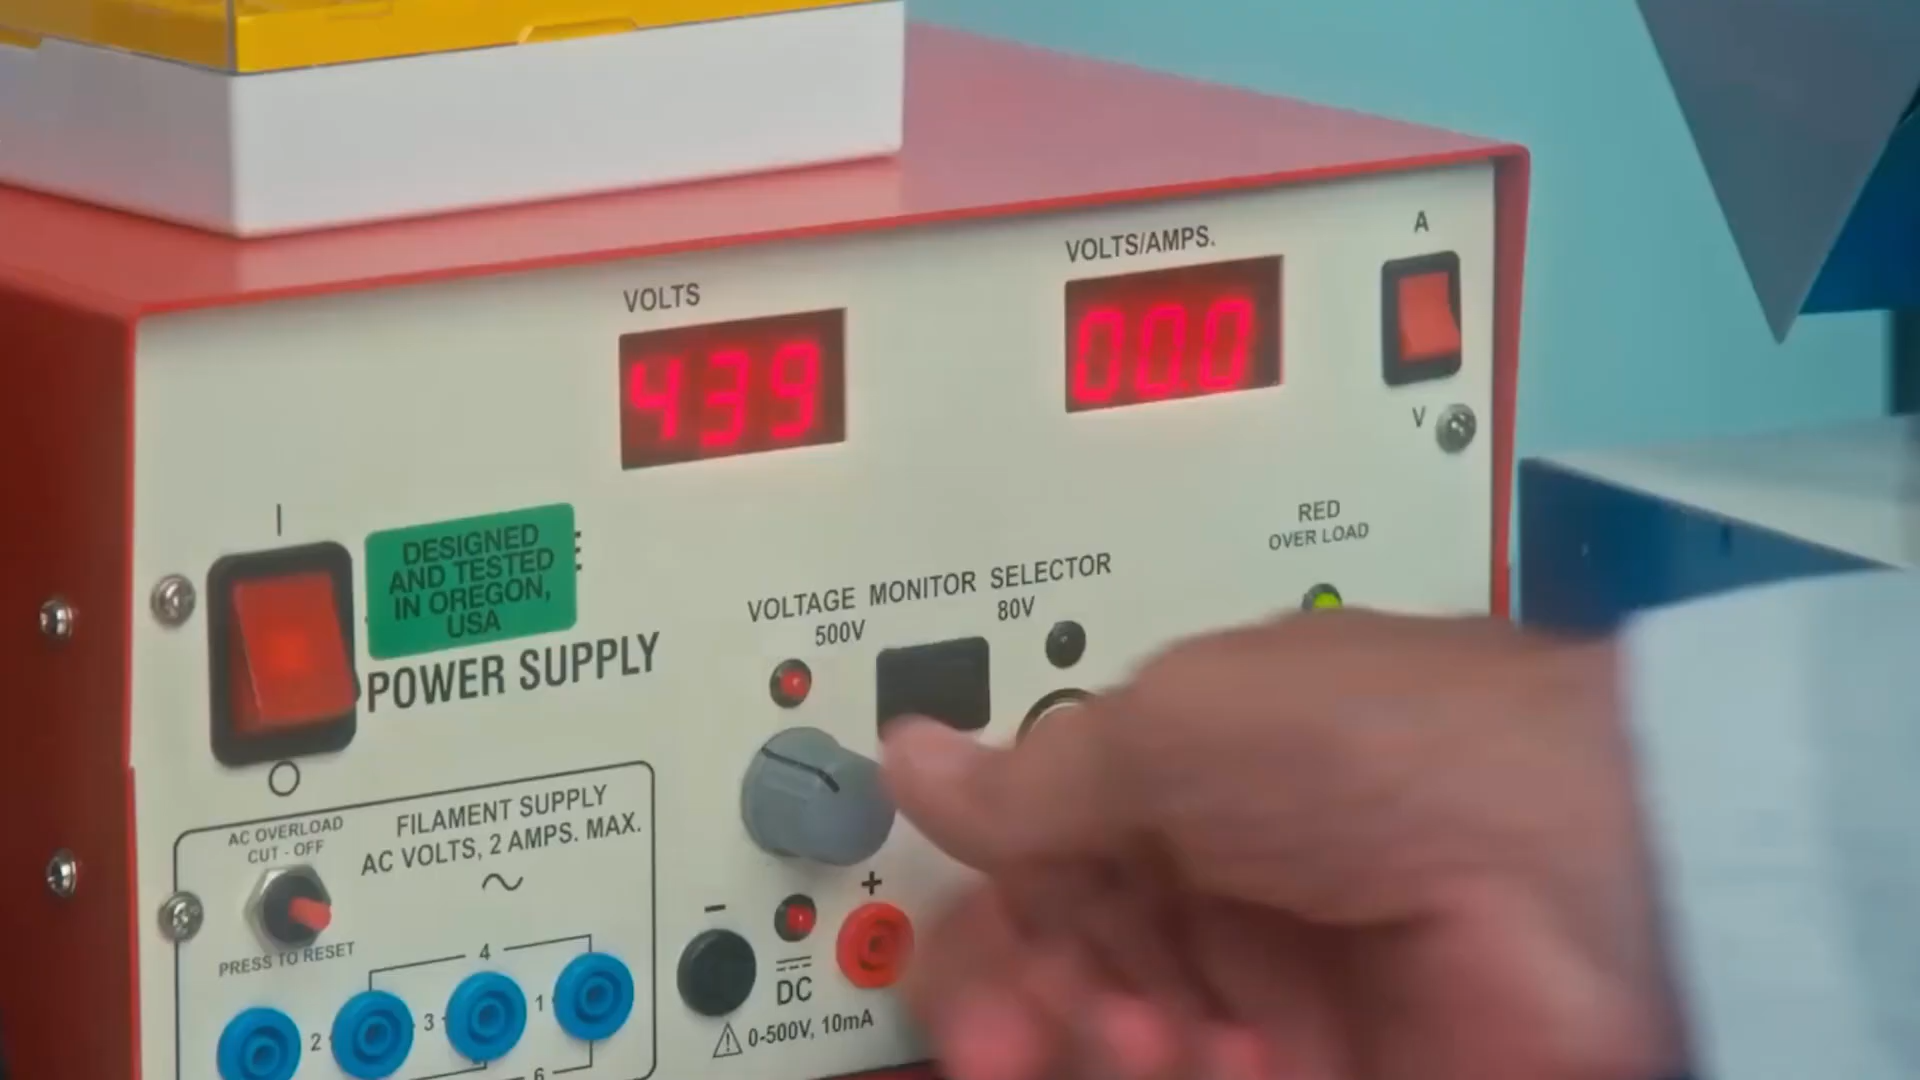 VOLTS
VOLTS/AMPS.
A
439
00.0
V
I
DESIGNED
AND TESTED
IN OREGON,
USA
E
POWER SUPPLY
RED
OVER LOAD
VOLTAGE MONITOR SELECTOR
500V
80V
O
AC OVERLOAD
CUT - OFF
PRESS TO RESET
FILAMENT SUPPLY
AC VOLTS, 2 AMPS. MAX.
~
4
2
3
1
6
-
+
DC
0-500V, 10mA